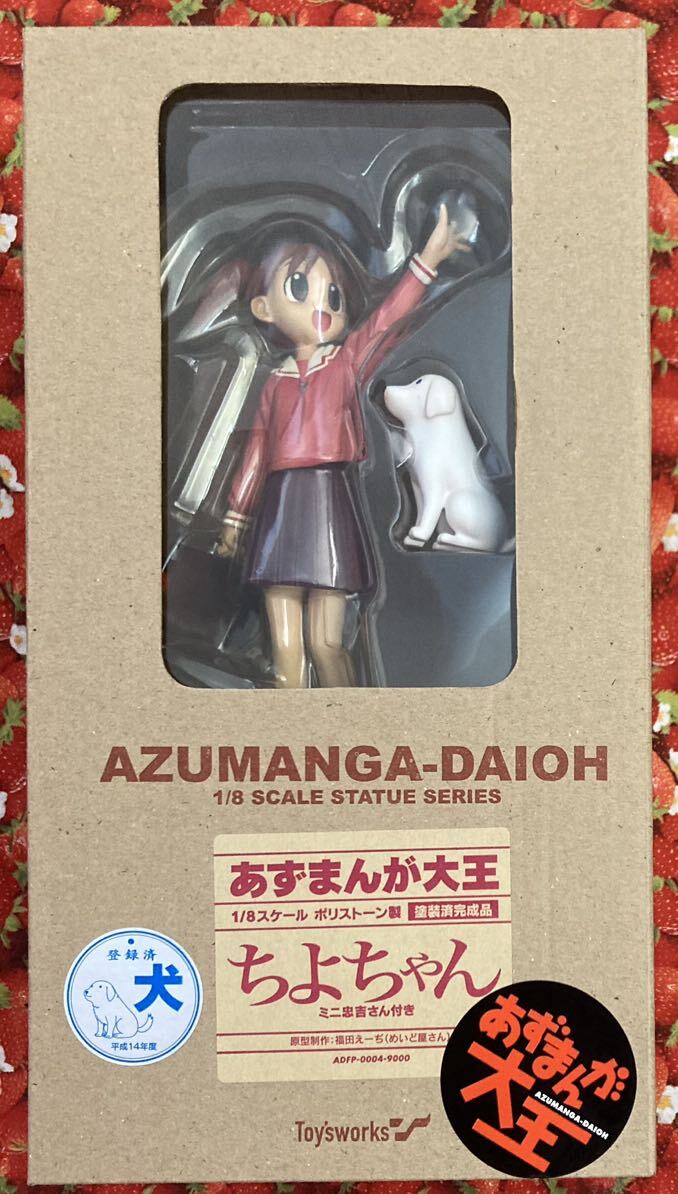 AZUMANGA-DAIOH
1/8 SCALE STATUE SERIES
あずまんが大王
1/8スケール ポリストーン製 塗装済完成品
ちよちゃん
ミニ忠吉さん付き
原型制作:福田えーぢ(めいど屋さん)
ADFP-0004-9000
登録済
犬
平成14年度
あずまんが
大王
AZUMANGA-DAIOH
Toy'sworks